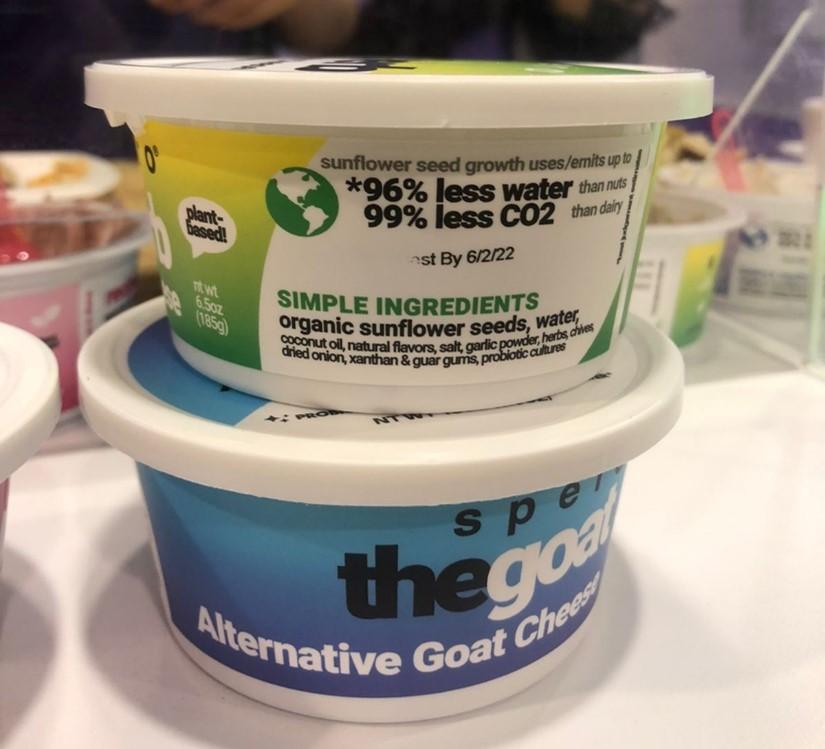 sunflower seed growth uses/emits up to
*96% less water than nuts
99% less CO2 than dairy
plant-
based!
By 6/2/22
nt wt
6.5oz
(185g)
SIMPLE INGREDIENTS
organic sunflower seeds, water,
coconut oil, natural flavors, salt, garlic powder, herbs, chives,
dried onion, xanthan & guar gums, probiotic cultures
thegoat
Alternative Goat Cheese